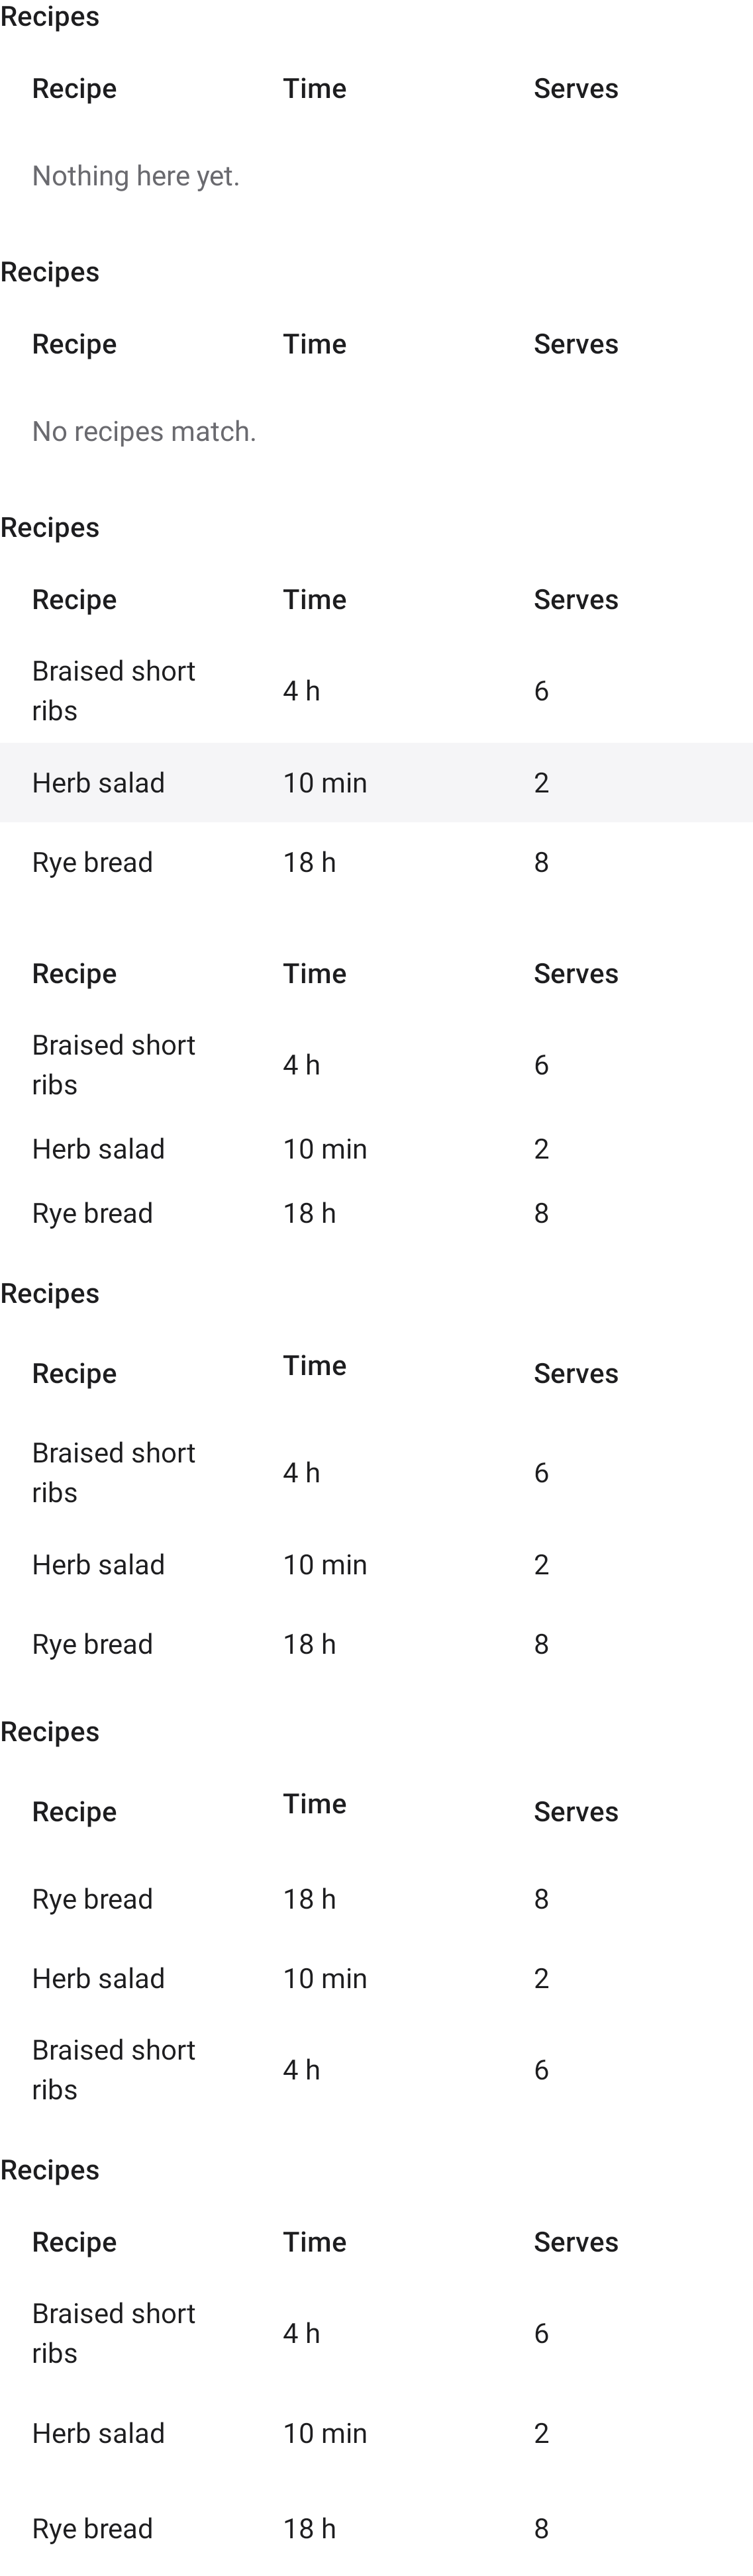 Recipes
Recipe Time Serves
Nothing here yet.
Recipes
Recipe Time Serves
No recipes match.
Recipes
Recipe Time Serves
Braised short
ribs
4 h 6
Herb salad 10 min 2
Rye bread 18 h 8
Recipe Time Serves
Braised short
ribs
4 h 6
Herb salad 10 min 2
Rye bread 18 h 8
Recipes
Recipe Time Serves
Braised short
ribs
4 h 6
Herb salad 10 min 2
Rye bread 18 h 8
Recipes
Recipe Time Serves
Rye bread 18 h 8
Herb salad 10 min 2
Braised short
ribs
4 h 6
Recipes
Recipe Time Serves
Braised short
ribs
4 h 6
Herb salad 10 min 2
Rye bread 18 h 8